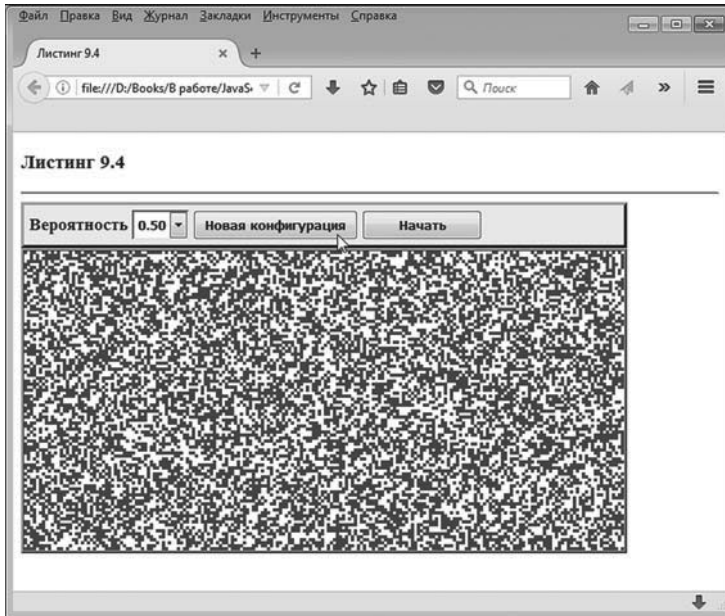 Файл Правка Вид Журнал Закладки Инструменты Справка
Листинг 9.4 × +
file:///D:/Books/В работе/JavaS Поиск »
Листинг 9.4
Вероятность 0.50 Новая конфигурация Начать